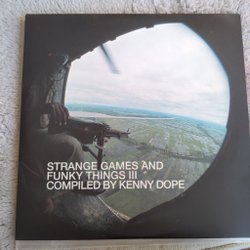 STRANGE GAMES AND
FUNKY THINGS III
COMPILED BY KENNY DOPE